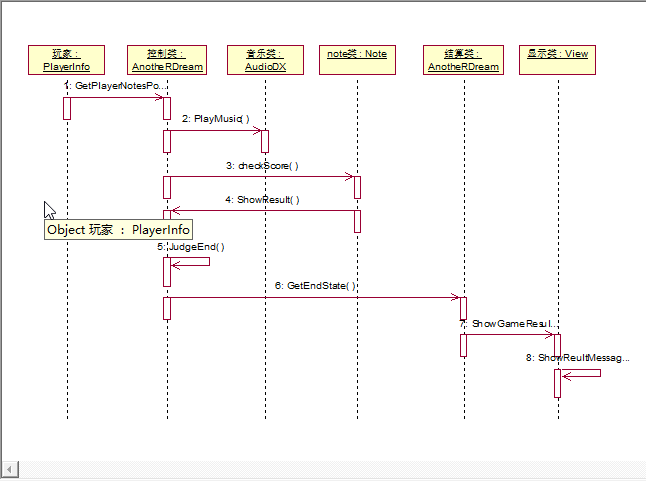 玩家 :
PlayerInfo
控制类 :
AnotheRDream
音乐类 :
AudioDX
note类 : Note
结算类 :
AnotheRDream
显示类 : View
1: GetPlayerNotesPo...
2: PlayMusic( )
3: checkScore( )
4: ShowResult( )
Object 玩家 : PlayerInfo
5: JudgeEnd( )
6: GetEndState( )
7: ShowGameResul...
8: ShowReultMessag...